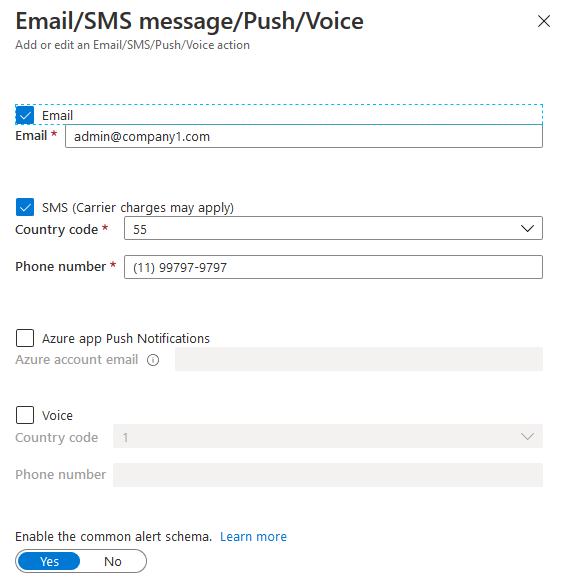 Email/SMS message/Push/Voice
Add or edit an Email/SMS/Push/Voice action
Email
Email * admin@company1.com
SMS (Carrier charges may apply)
Country code * 55
Phone number * (11) 99797-9797
Azure app Push Notifications
Azure account email
Voice
Country code 1
Phone number
Enable the common alert schema. Learn more
Yes No